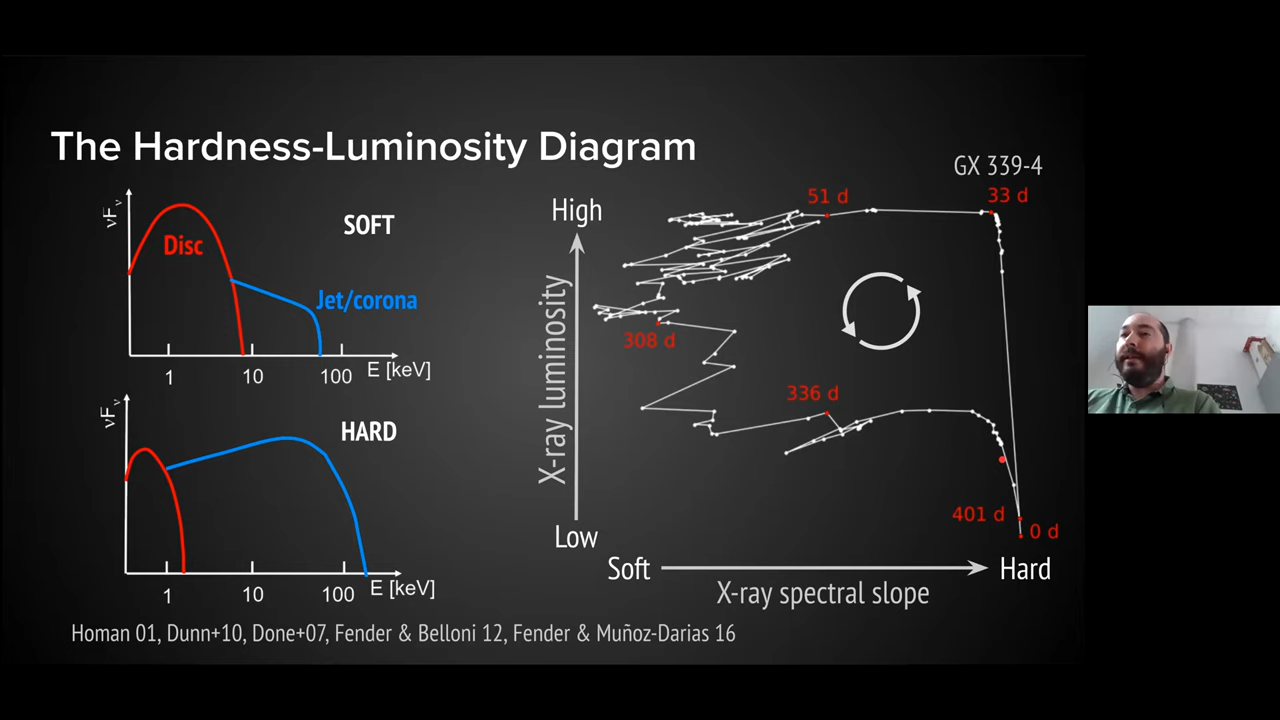 The Hardness-Luminosity Diagram
νFν
SOFT
Disc
Jet/corona
1
10
100
E [keV]
νFν
HARD
1
10
100
E [keV]
Homan 01, Dunn+10, Done+07, Fender & Belloni 12, Fender & Muñoz-Darias 16
GX 339-4
High
X-ray luminosity
Low
51 d
33 d
308 d
336 d
401 d
0 d
Soft
Hard
X-ray spectral slope